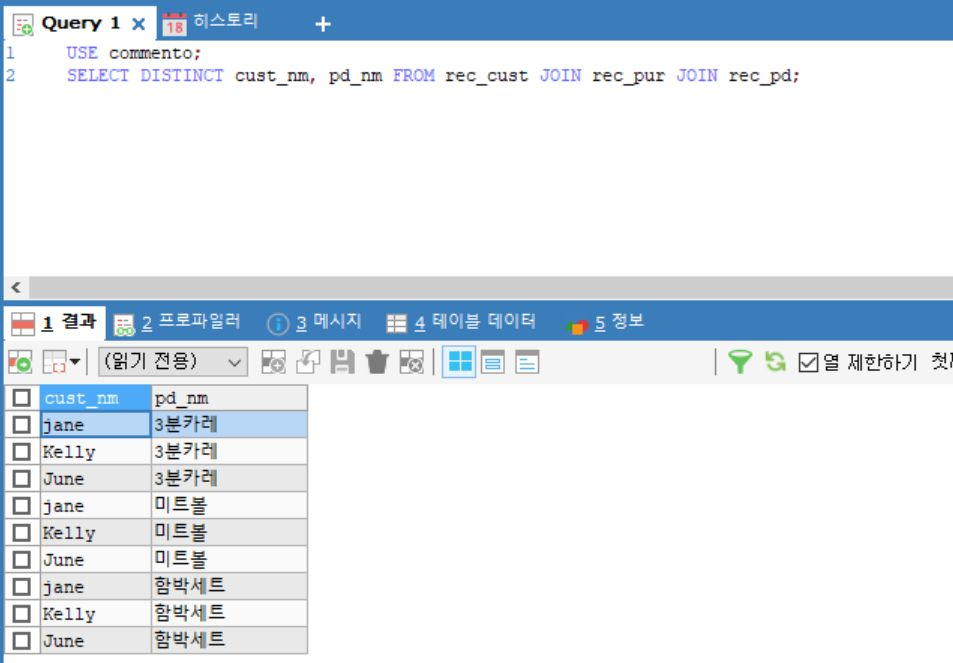 Query 1
18 히스토리
1 USE commento;
2 SELECT DISTINCT cust_nm, pd_nm FROM rec_cust JOIN rec_pur JOIN rec_pd;
1 결과 2 프로파일러 3 메시지 4 테이블 데이터 5 정보
(읽기 전용) 열 제한하기
cust_nm pd_nm
jane 3분카레
Kelly 3분카레
June 3분카레
jane 미트볼
Kelly 미트볼
June 미트볼
jane 함박세트
Kelly 함박세트
June 함박세트